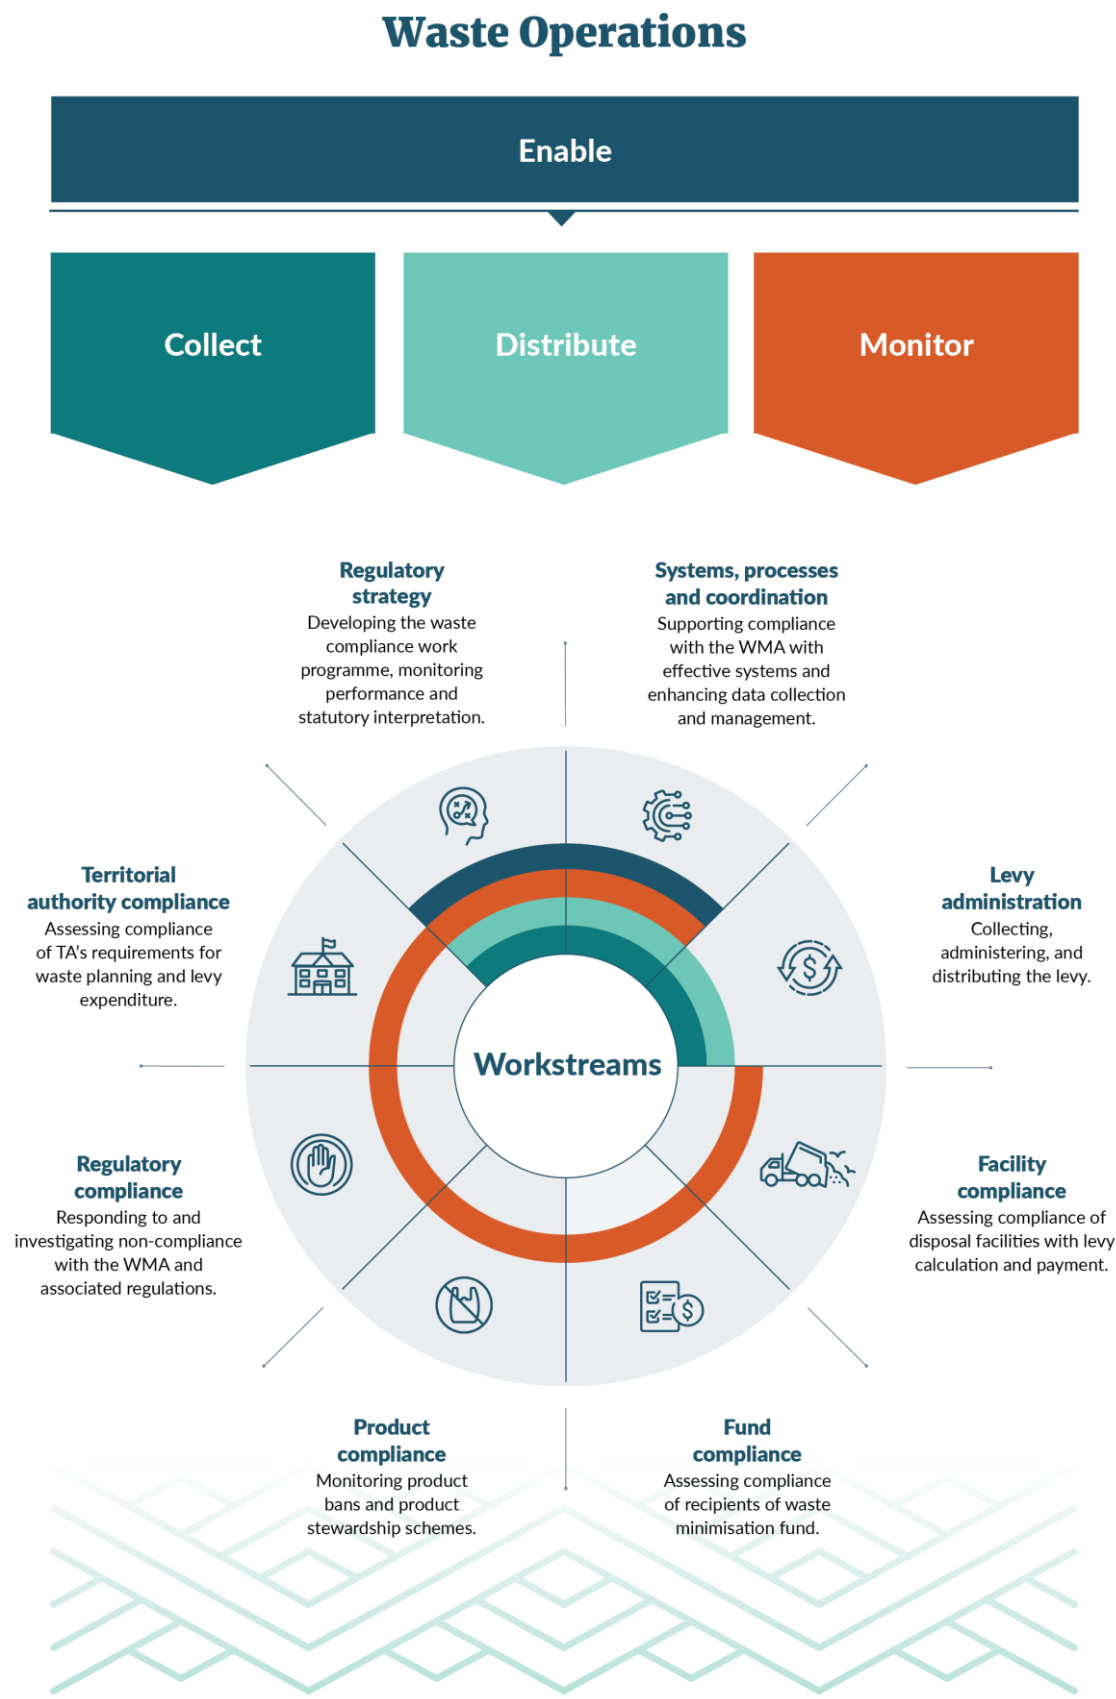 Waste Operations
Enable
Collect
Distribute
Monitor
Regulatory
strategy
Developing the waste
compliance work
programme, monitoring
performance and
statutory interpretation.
Systems, processes
and coordination
Supporting compliance
with the WMA with
effective systems and
enhancing data collection
and management.
Territorial
authority compliance
Assessing compliance
of TA's requirements for
waste planning and levy
expenditure.
Levy
administration
Collecting,
administering, and
distributing the levy.
Workstreams
Regulatory
compliance
Responding to and
investigating non-compliance
with the WMA and
associated regulations.
Facility
compliance
Assessing compliance of
disposal facilities with levy
calculation and payment.
Product
compliance
Monitoring product
bans and product
stewardship schemes.
Fund
compliance
Assessing compliance
of recipients of waste
minimisation fund.